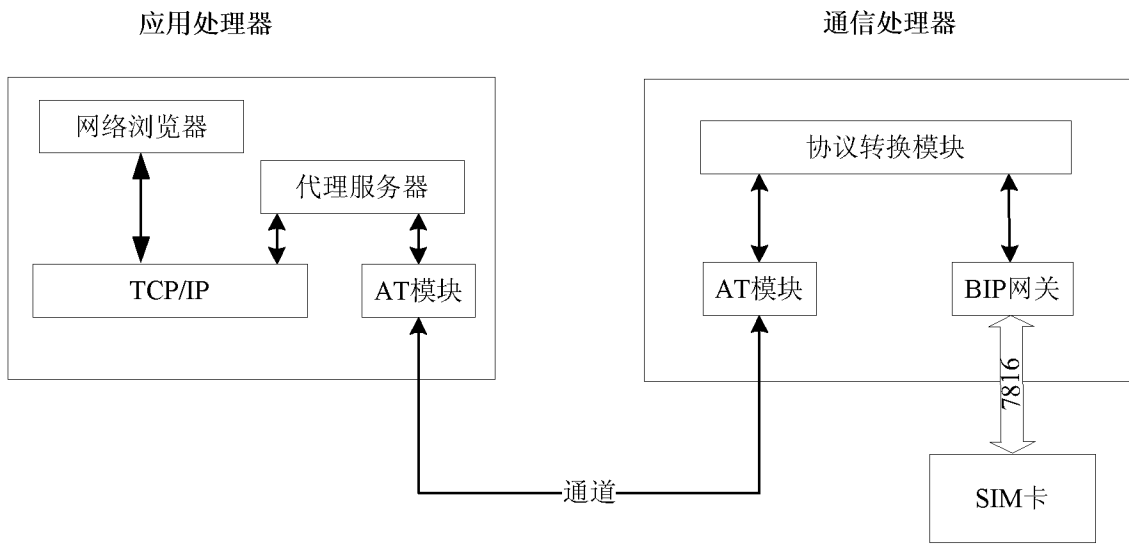 应用处理器
通信处理器
网络浏览器
代理服务器
TCP/IP
AT模块
协议转换模块
AT模块
BIP网关
7816
SIM卡
通道